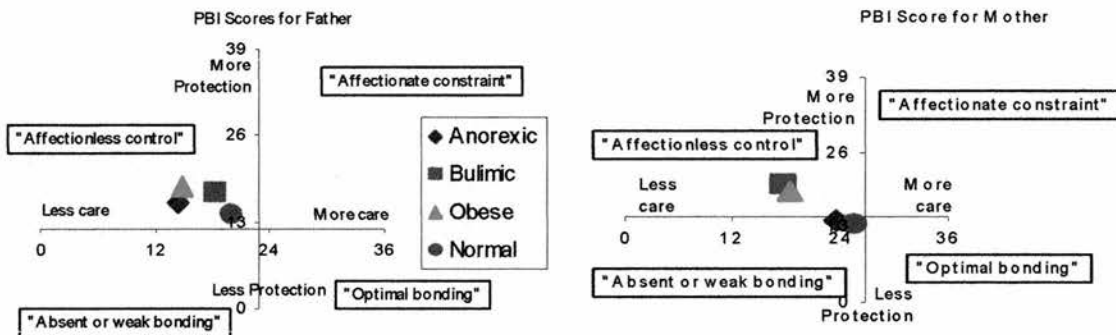 PBI Scores for Father
39
More
Protection
"Affectionate constraint"
26
"Affectionless control"
Less care
More care
13
0
12
24
36
Less Protection
"Optimal bonding"
0
"Absent or weak bonding"
Anorexic
Bulimic
Obese
Normal
PBI Score for Mother
39
More
Protection
"Affectionate constraint"
26
"Affectionless control"
Less
care
More
care
13
0
12
24
36
"Optimal bonding"
"Absent or weak bonding"
0
Less
Protection